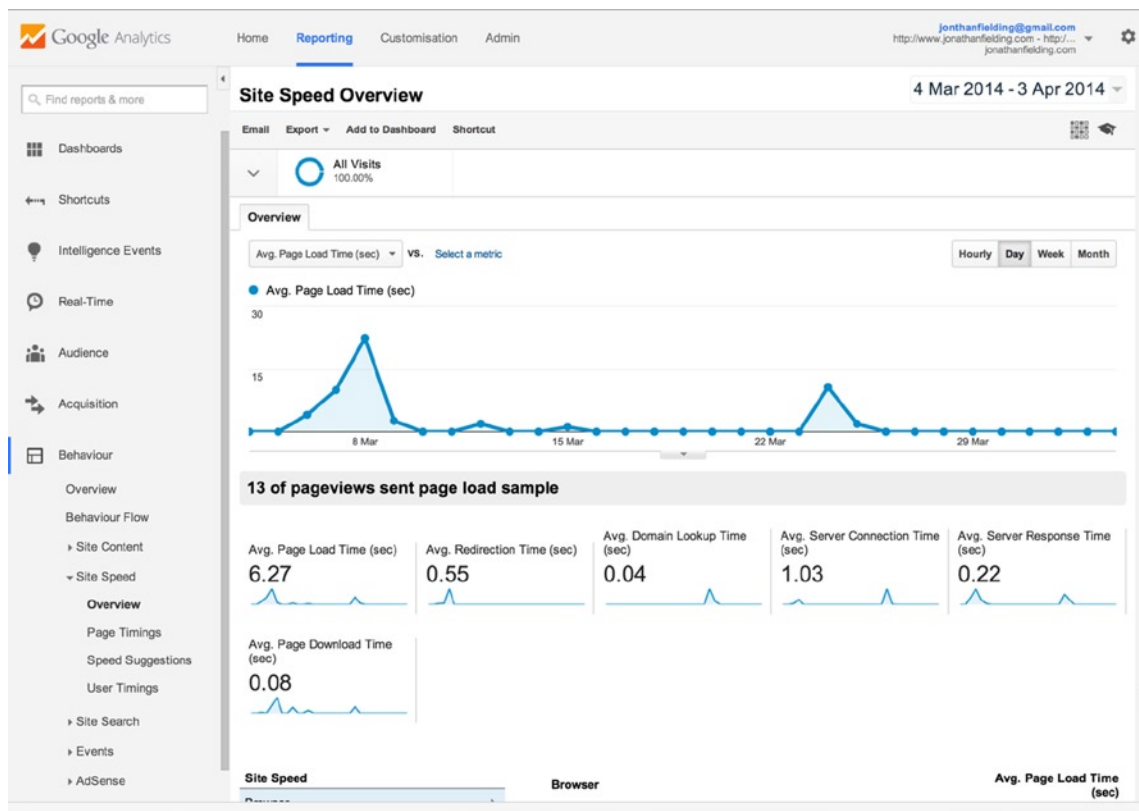 Google Analytics
Home Reporting Customisation Admin
jonthanfielding@gmail.com
http://www.jonathanfielding.com - http:/...
jonathanfielding.com
Find reports & more
Dashboards
Shortcuts
Intelligence Events
Real-Time
Audience
Acquisition
Behaviour
Overview
Behaviour Flow
Site Content
Site Speed
Overview
Page Timings
Speed Suggestions
User Timings
Site Search
Events
AdSense
Site Speed Overview
4 Mar 2014 - 3 Apr 2014
Email Export Add to Dashboard Shortcut
All Visits
100.00%
Overview
Avg. Page Load Time (sec) VS. Select a metric
Hourly Day Week Month
Avg. Page Load Time (sec)
30
15
8 Mar 15 Mar 22 Mar 29 Mar
13 of pageviews sent page load sample
Avg. Page Load Time (sec)
6.27
Avg. Redirection Time (sec)
0.55
Avg. Domain Lookup Time
(sec)
0.04
Avg. Server Connection Time
(sec)
1.03
Avg. Server Response Time
(sec)
0.22
Avg. Page Download Time
(sec)
0.08
Site Speed
Browser
Avg. Page Load Time
(sec)